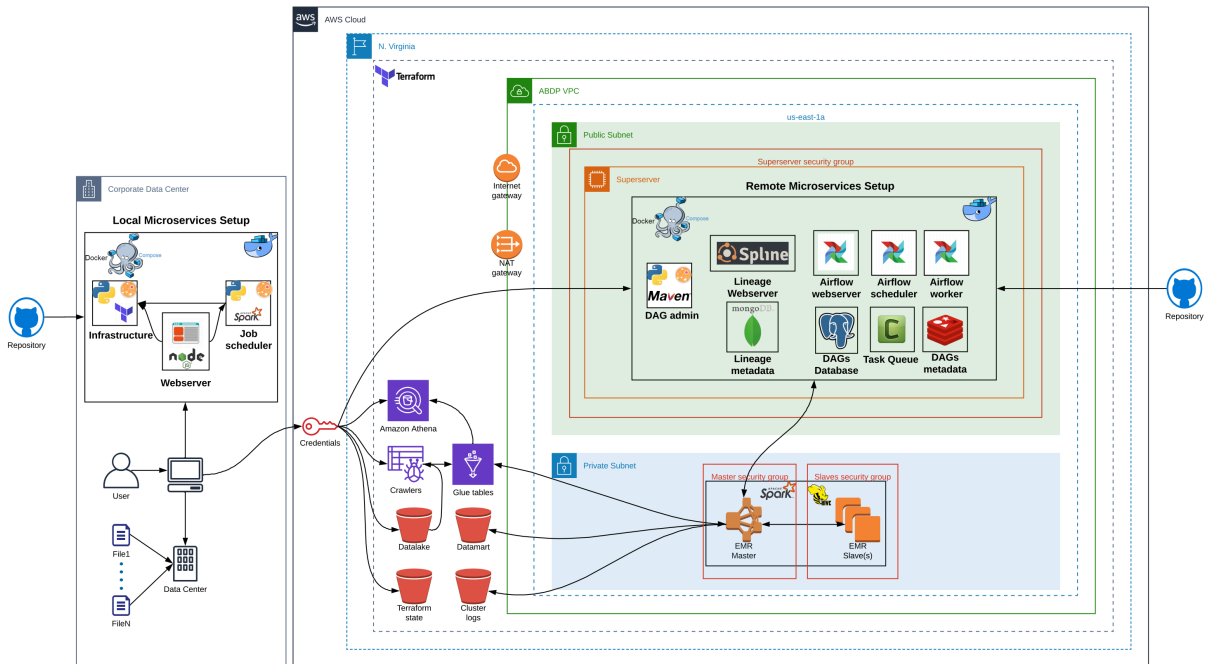 aws
AWS Cloud
N. Virginia
Terraform
ABDP VPC
us-east-1a
Public Subnet
Superserver security group
Superserver
Remote Microservices Setup
Internet
gateway
NAT
gateway
Docker
Compose
Spline
Maven
DAG admin
Lineage
Webserver
Airflow
webserver
Airflow
scheduler
Airflow
worker
mongoDB
Lineage
metadata
DAGs
Database
C
Task Queue
DAGs
metadata
Corporate Data Center
Local Microservices Setup
Docker
Compose
Infrastructure
Spark
Job
scheduler
node
JS
Webserver
Repository
Repository
User
File1
FileN
Data Center
Credentials
Amazon Athena
Crawlers
Glue tables
Datalake
Datamart
Terraform
state
Cluster
logs
Private Subnet
Master security group
Slaves security group
APACHE
Spark
EMR
Master
EMR
Slave(s)